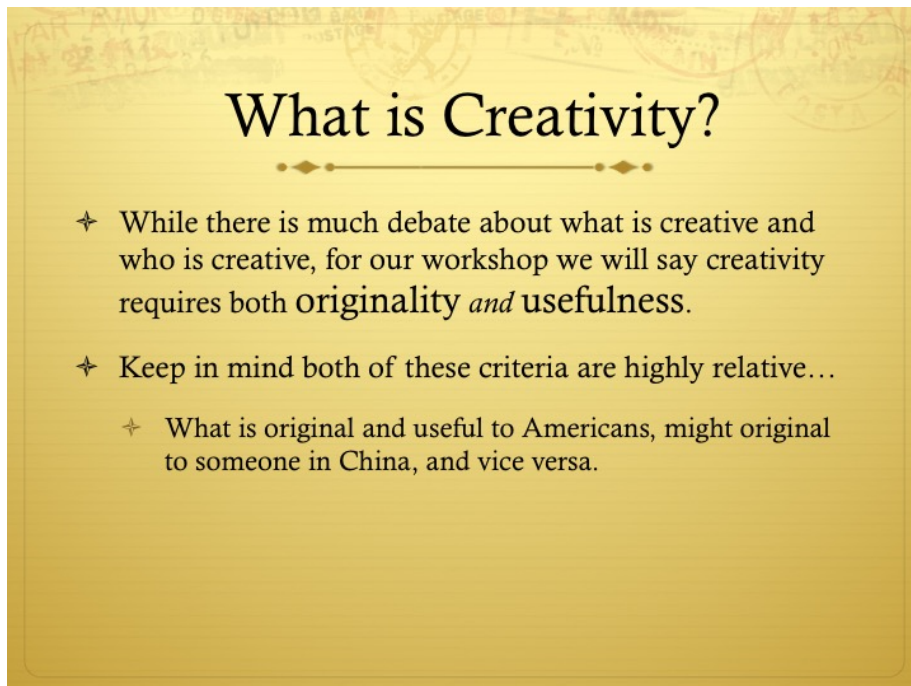 What is Creativity?
While there is much debate about what is creative and
who is creative, for our workshop we will say creativity
requires both originality and usefulness.
Keep in mind both of these criteria are highly relative…
What is original and useful to Americans, might original
to someone in China, and vice versa.